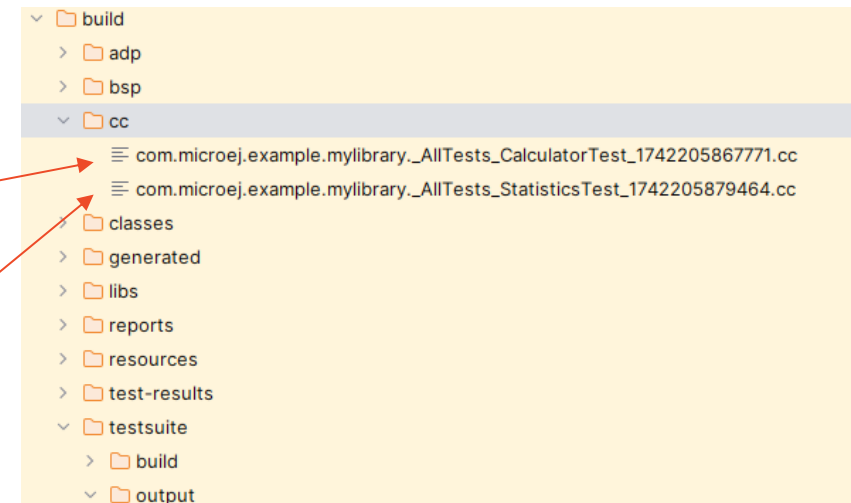 build
adp
bsp
cc
com.microej.example.mylibrary._AllTests_CalculatorTest_1742205867771.cc
com.microej.example.mylibrary._AllTests_StatisticsTest_1742205879464.cc
classes
generated
libs
reports
resources
test-results
testsuite
build
output